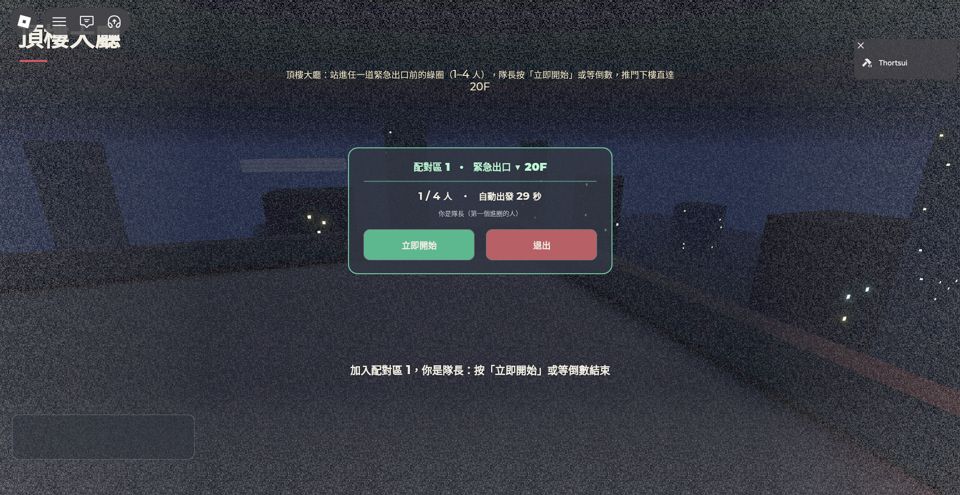 頂樓大廳
Thortsui
頂樓大廳：站進任一道緊急出口前的綠圈（1–4 人），隊長按「立即開始」或等倒數，推門下樓直達
20F
配對區 1 • 緊急出口 ▼ 20F
1 / 4 人 • 自動出發 29 秒
你是隊長（第一個進圈的人）
立即開始
退出
加入配對區 1，你是隊長：按「立即開始」或等倒數結束